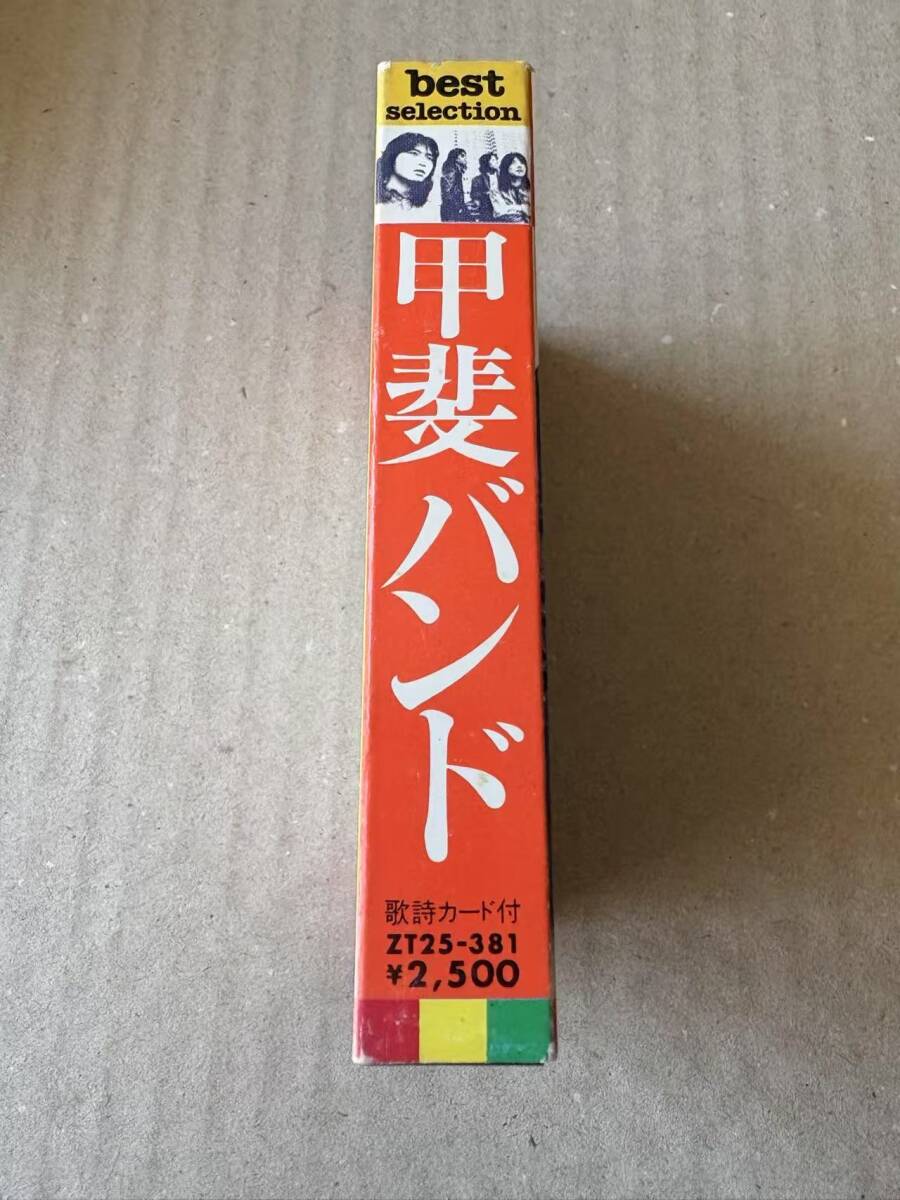 best
selection
甲斐バンド
歌詩カード付
ZT25-381
¥2,500